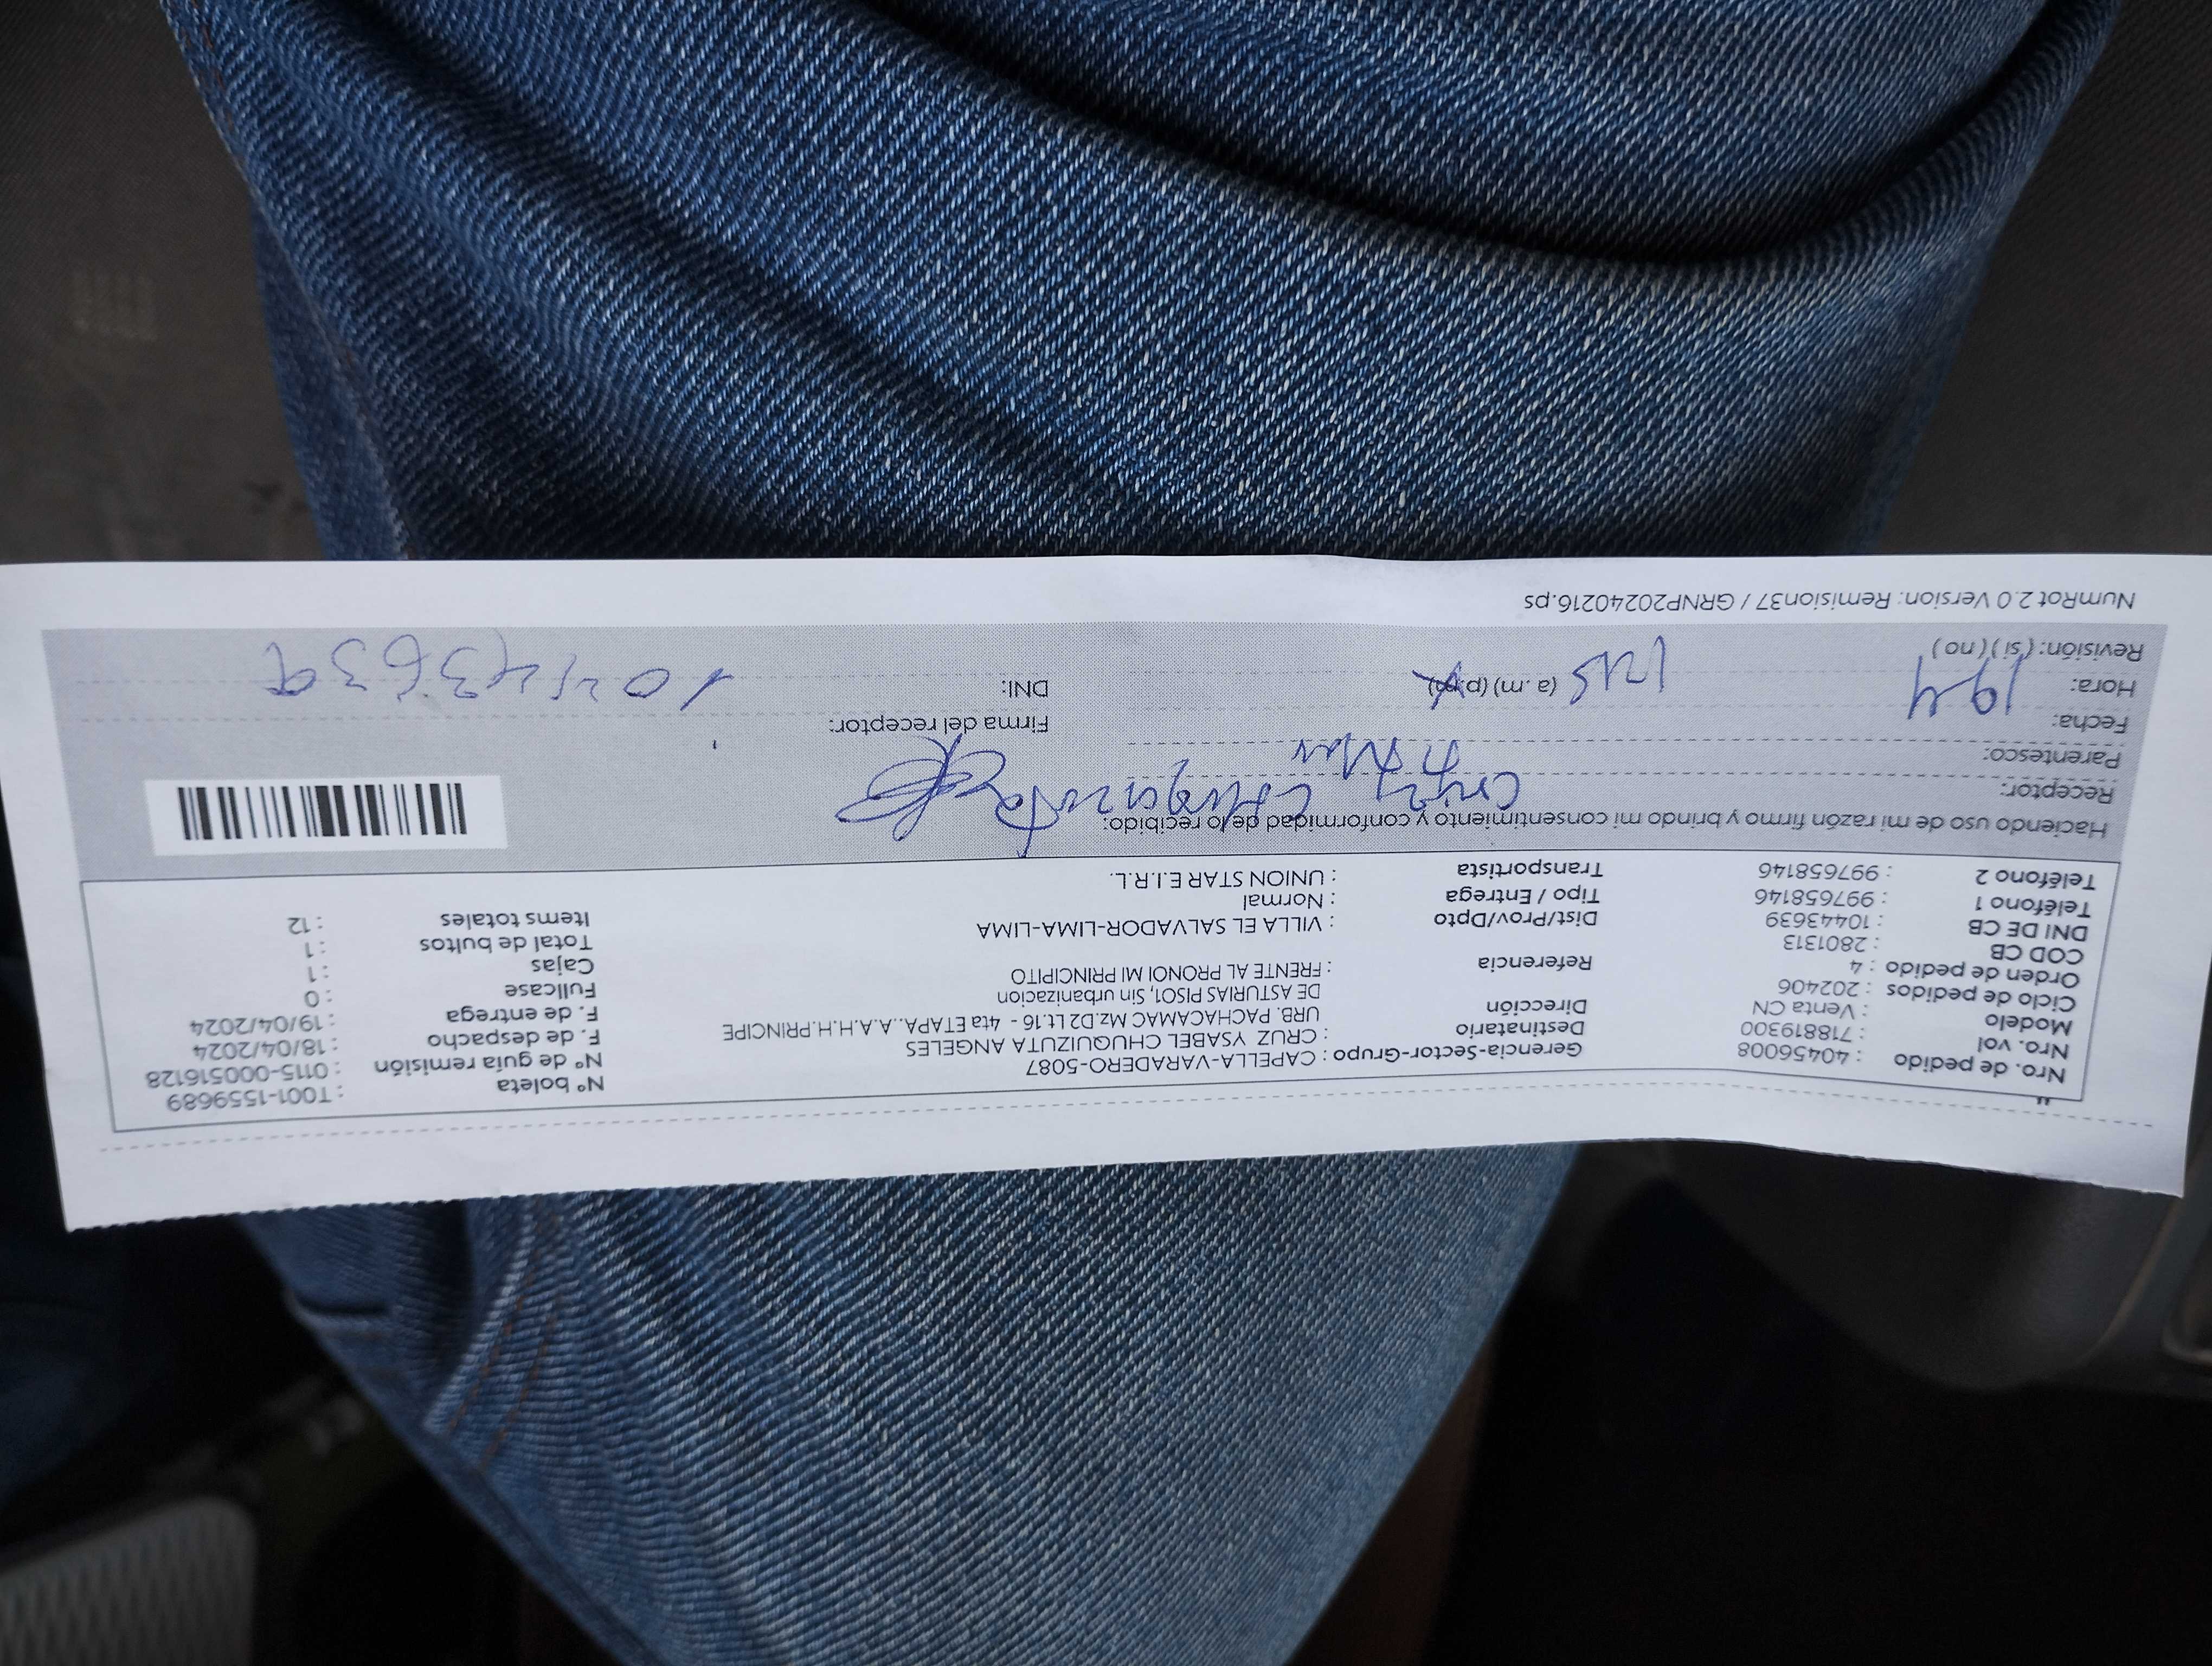 Nro. de pedido : 40456008
Nro. vol : 718819300
Modelo : Venta CN
Ciclo de pedidos : 202406
Orden de pedido : 4
COD CB : 2801313
DNI DE CB : 10443639
Teléfono 1 : 997658146
Teléfono 2 : 997658146
Gerencia-Sector-Grupo : CAPELLA-VARADERO-5087
Destinatario : CRUZ YSABEL CHUQUIZUTA ANGELES
Dirección URB. PACHACAMAC Mz.D2 Lt.16 - 4ta ETAPA..A.A.H.H.PRINCIPE
DE ASTURIAS PISO1, Sin urbanizacion
Referencia : FRENTE AL PRONOI MI PRINCIPITO
Dist/Prov/Dpto : VILLA EL SALVADOR-LIMA-LIMA
Tipo / Entrega : Normal
Transportista : UNION STAR E.I.R.L.
Nº boleta : T001-1559689
Nº de guía remisión : 0115-000516128
F. de despacho : 18/04/2024
F. de entrega : 19/04/2024
Fullcase : 0
Cajas : 1
Total de bultos : 1
Items totales : 12
Haciendo uso de mi razón firmo y brindo mi consentimiento y conformidad de lo recibido:
Receptor: Cruz
Parentesco:
Fecha: 19 4
Hora: (a.m) (p.m)
Revisión: (si) (no)
Firma del receptor:
DNI: 10443639
NumRot 2.0 Version: Remision37 / GRNP20240216.ps